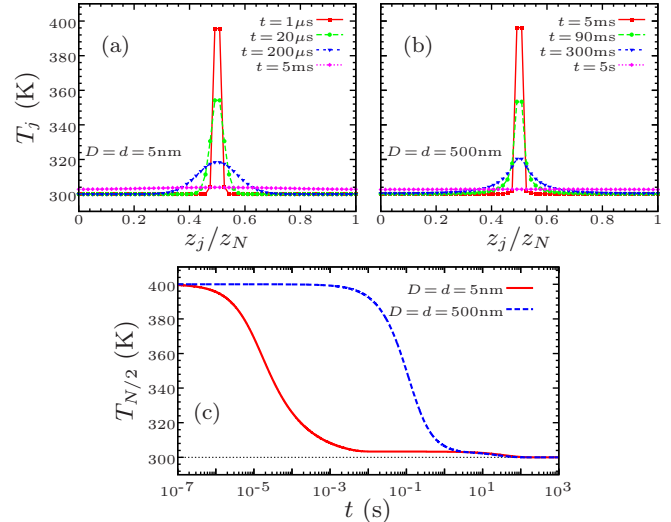 400
380
360
340
320
300
T_j (K)
(a)
t = 1μs
t = 20μs
t = 200μs
t = 5ms
D = d = 5nm
0 0.2 0.4 0.6 0.8 1
z_j/z_N
(b)
t = 5ms
t = 90ms
t = 300ms
t = 5s
D = d = 500nm
0 0.2 0.4 0.6 0.8 1
z_j/z_N
400
380
360
340
320
300
T_{N/2} (K)
(c)
D = d = 5nm
D = d = 500nm
10^{-7} 10^{-5} 10^{-3} 10^{-1} 10^{1} 10^{3}
t (s)